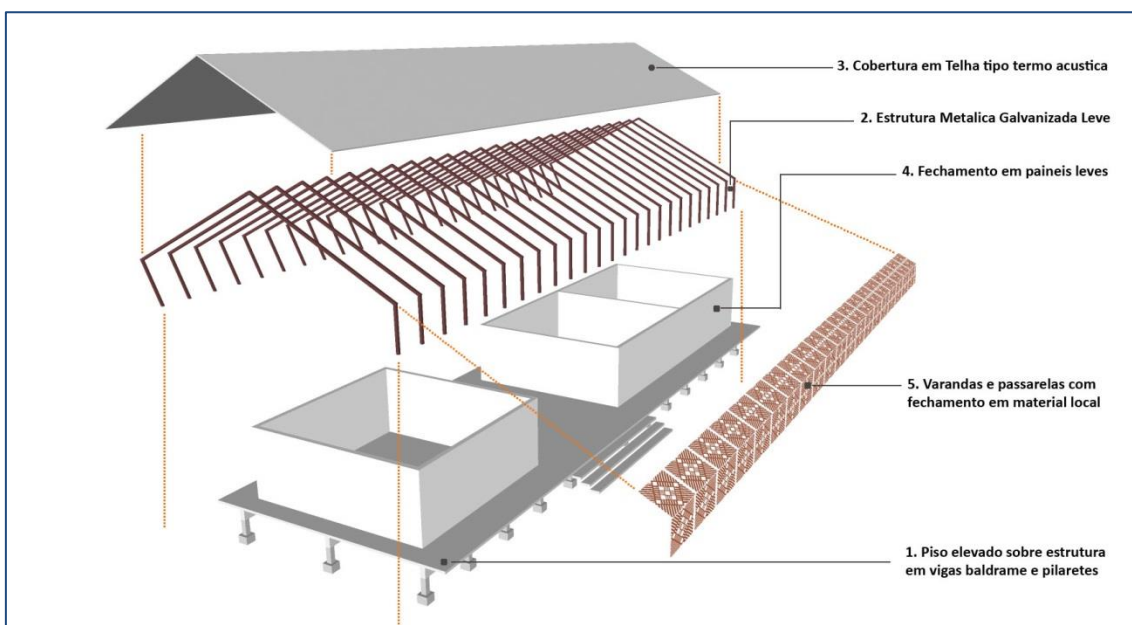 3. Cobertura em Telha tipo termo acustica
2. Estrutura Metalica Galvanizada Leve
4. Fechamento em paineis leves
5. Varandas e passarelas com
fechamento em material local
1. Piso elevado sobre estrutura
em vigas baldrame e pilaretes